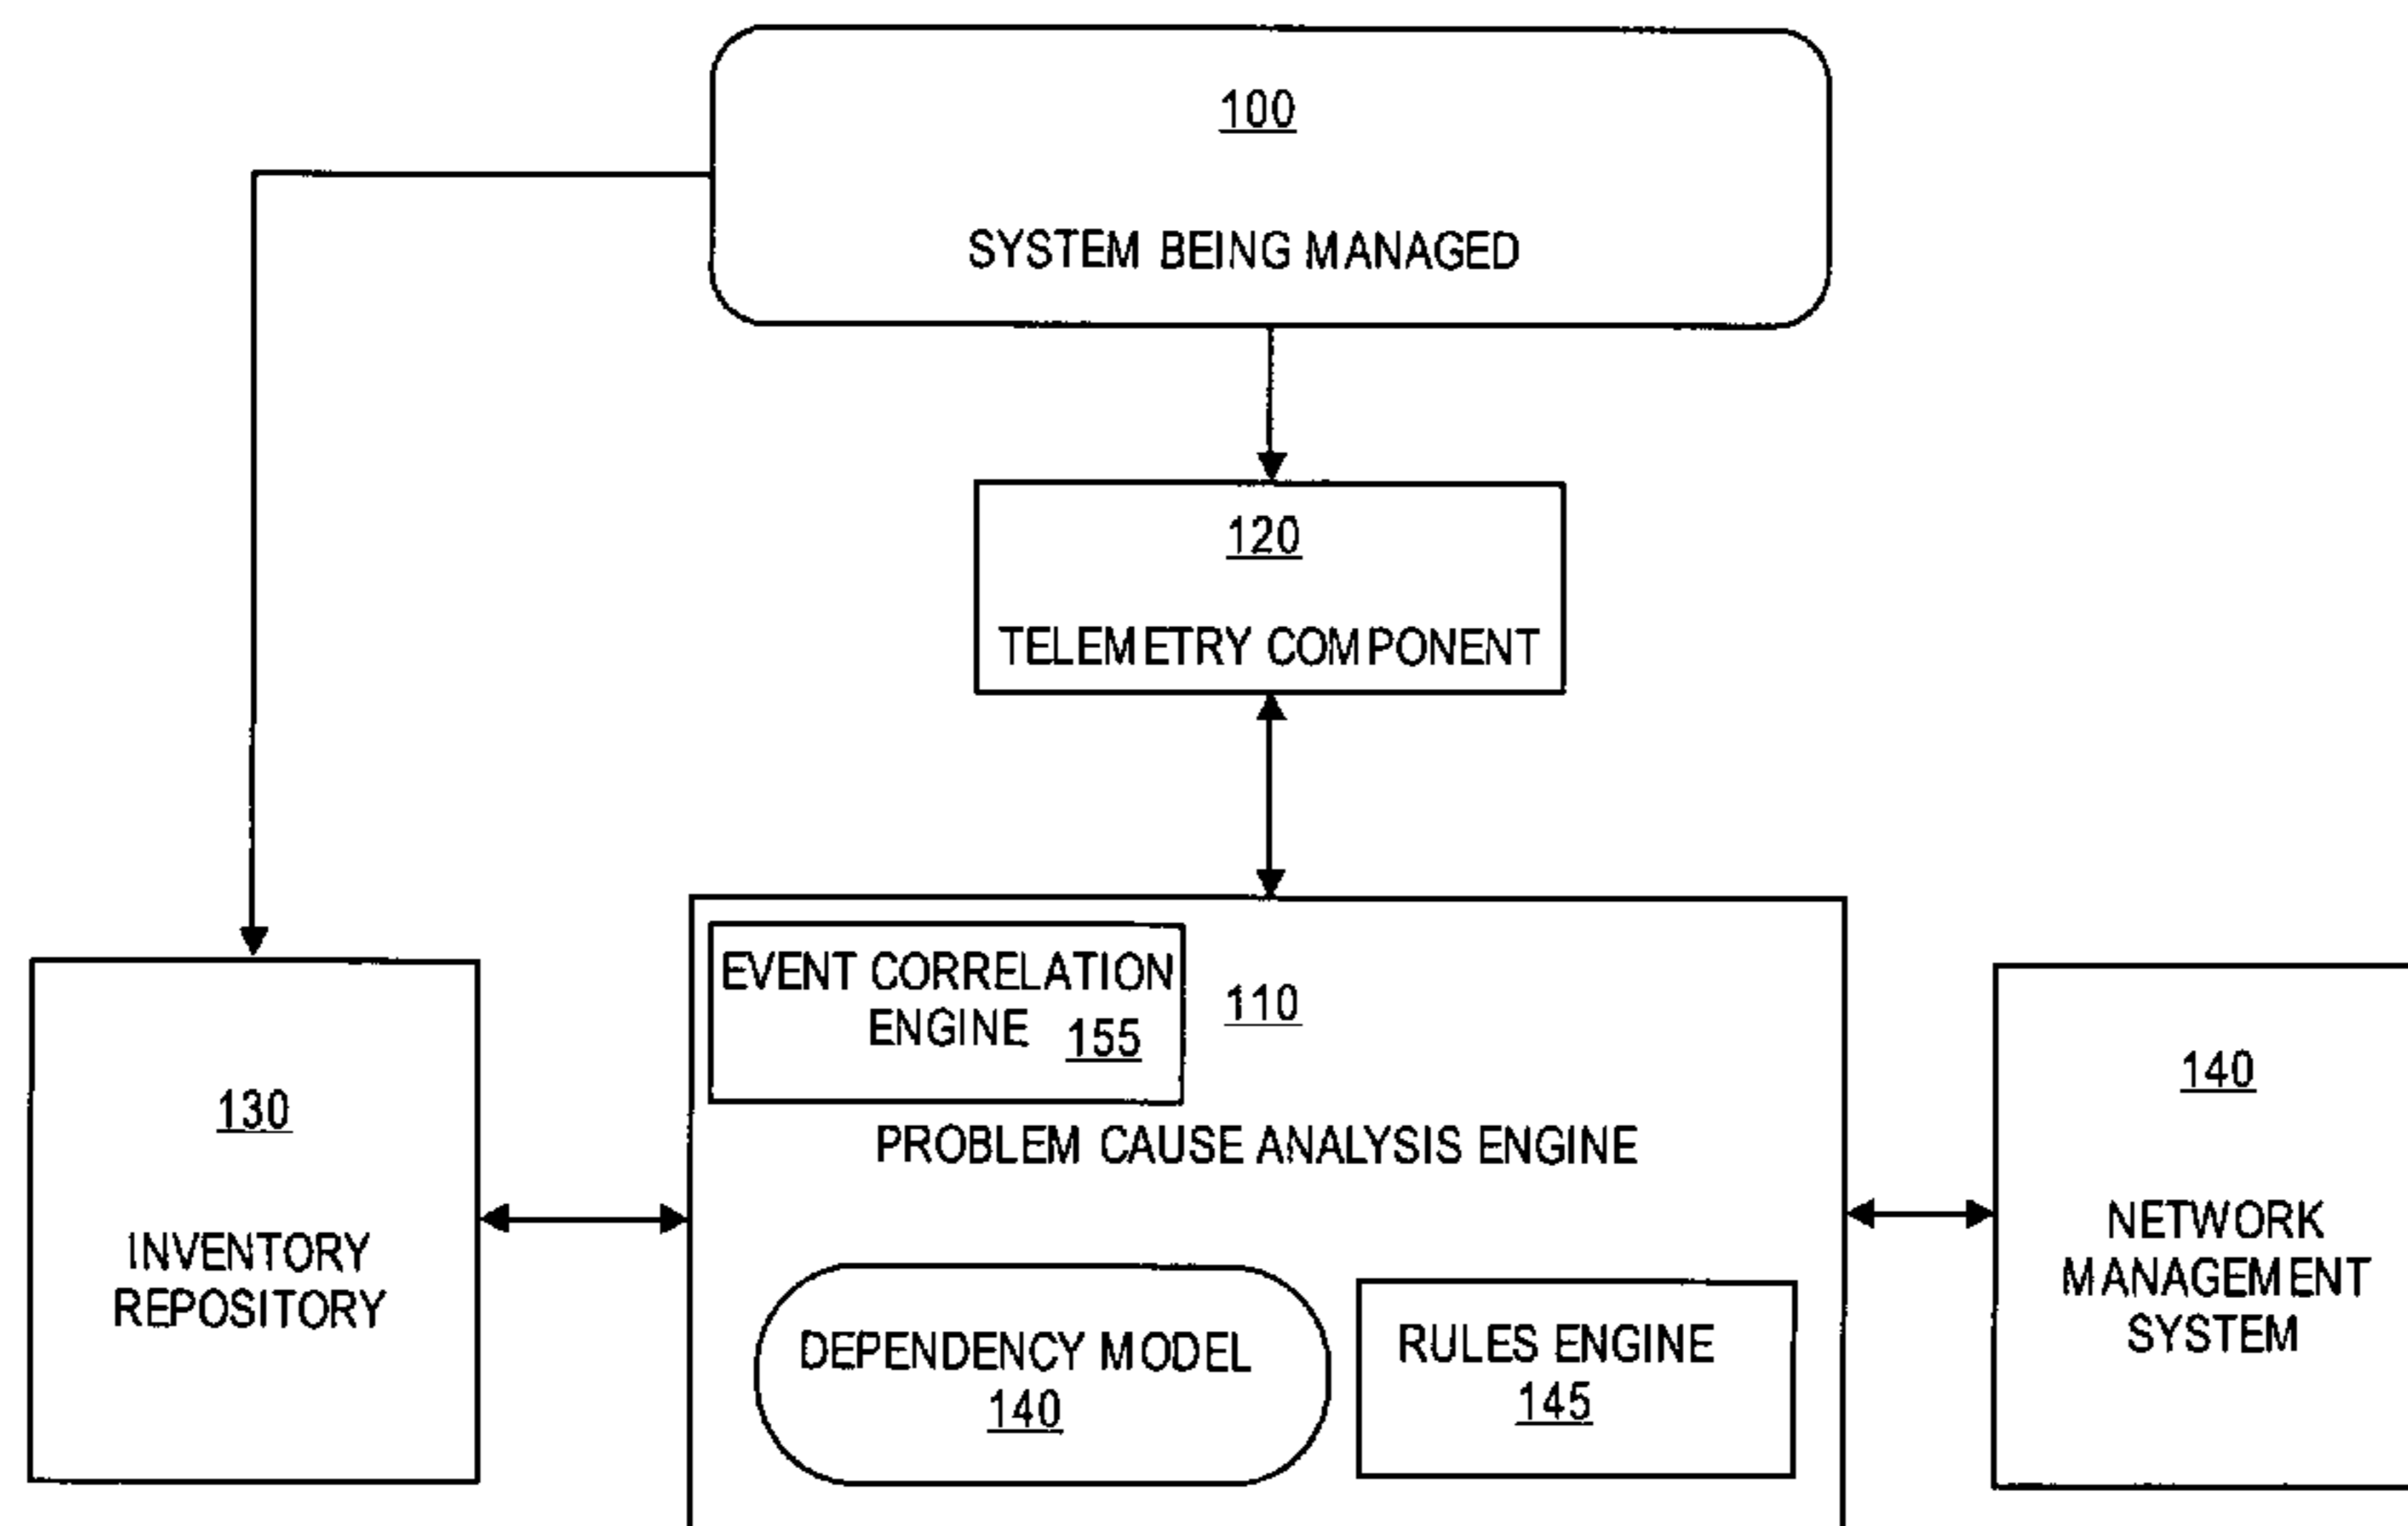 100
SYSTEM BEING MANAGED
120
TELEMETRY COMPONENT
EVENT CORRELATION
ENGINE 155
110
PROBLEM CAUSE ANALYSIS ENGINE
130
INVENTORY
REPOSITORY
DEPENDENCY MODEL
140
RULES ENGINE
145
140
NETWORK
MANAGEMENT
SYSTEM